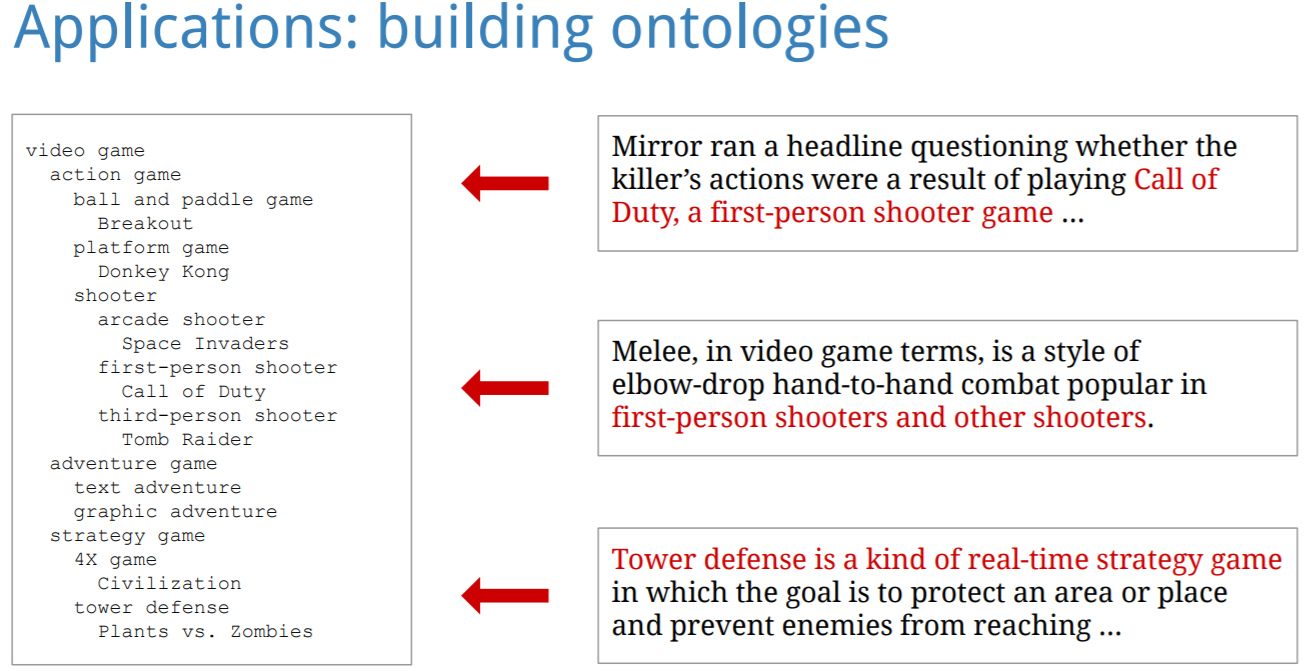 Applications: building ontologies
video game
action game
ball and paddle game
Breakout
platform game
Donkey Kong
shooter
arcade shooter
Space Invaders
first-person shooter
Call of Duty
third-person shooter
Tomb Raider
adventure game
text adventure
graphic adventure
strategy game
4X game
Civilization
tower defense
Plants vs. Zombies
Mirror ran a headline questioning whether the
killer’s actions were a result of playing Call of
Duty, a first-person shooter game …
Melee, in video game terms, is a style of
elbow-drop hand-to-hand combat popular in
first-person shooters and other shooters.
Tower defense is a kind of real-time strategy game
in which the goal is to protect an area or place
and prevent enemies from reaching …